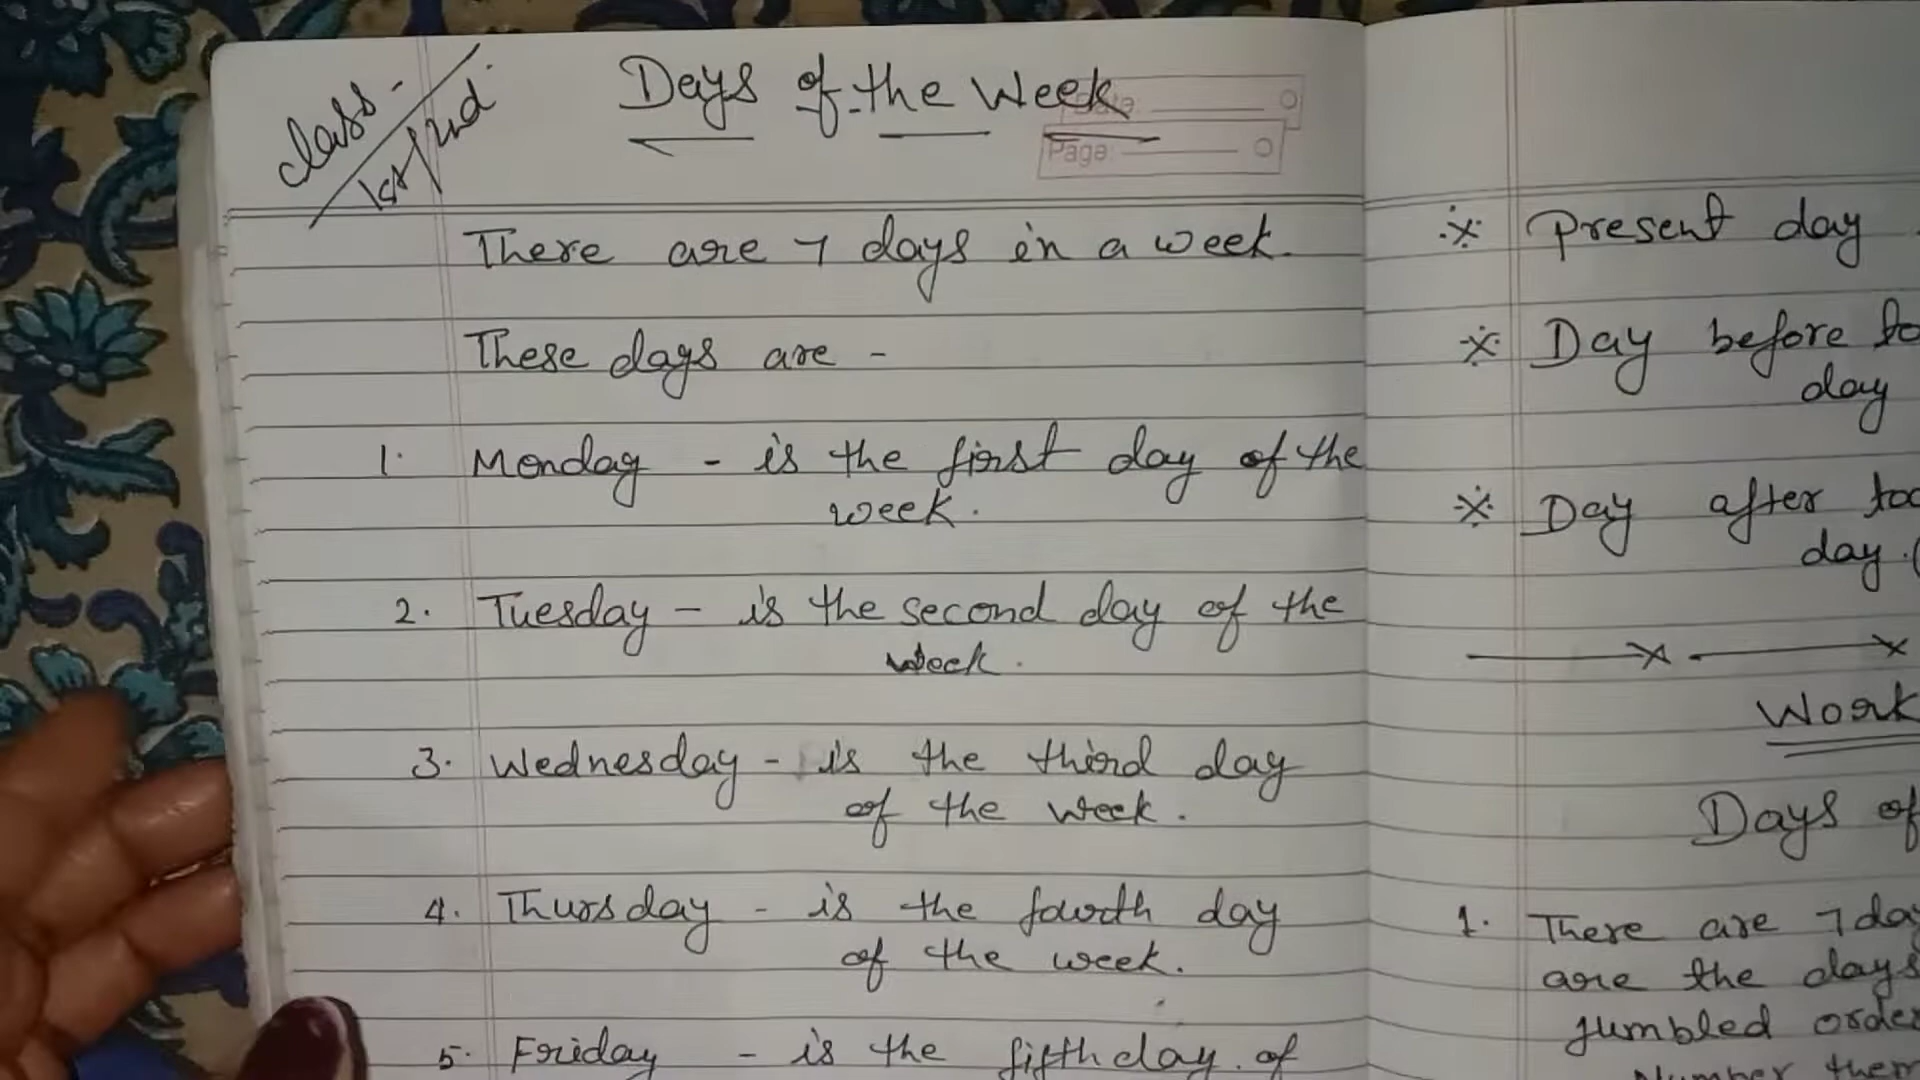 class -
1st/2nd
Days of the Week
Date
Page
There are 7 days in a week.
These days are -
1. Monday - is the first day of the
week.
2. Tuesday - is the second day of the
week.
3. Wednesday - is the third day
of the week.
4. Thursday - is the fourth day
of the week.
5. Friday - is the fifth day of
Present day
Day before to
day
Day after tod
day. (
Work
Days of
1. There are 7 day
are the days
jumbled order
Number them